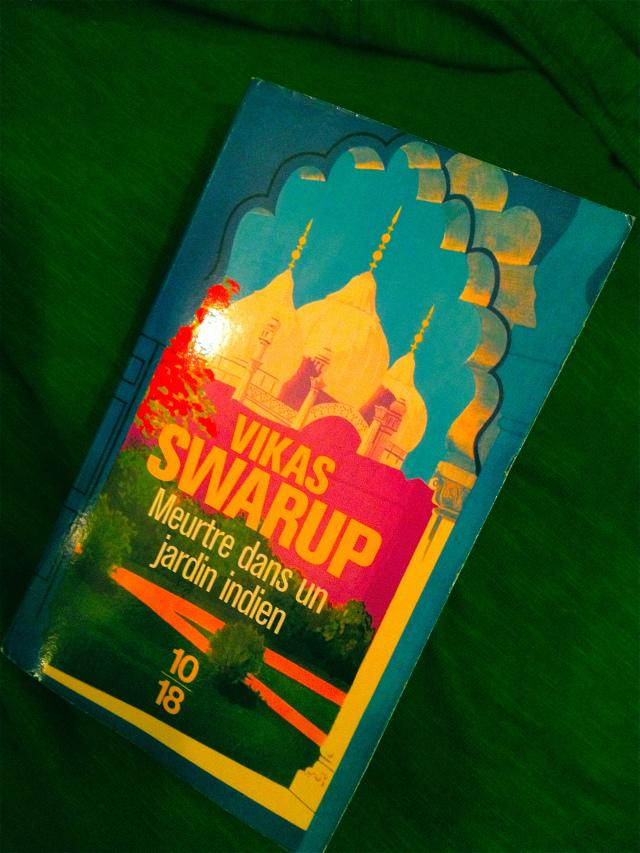 VIKAS
SWARUP
Meurtre dans un
jardin indien
10
18